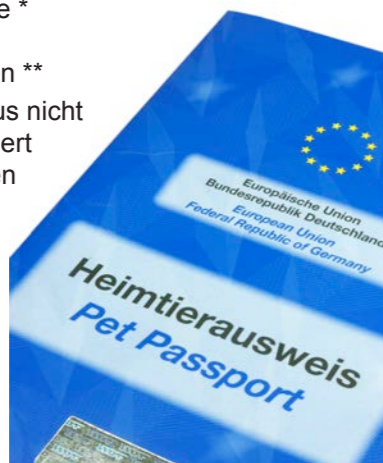 e *
n **
us nicht
ert
en
Europäische Union
Bundesrepublik Deutschland
European Union
Federal Republic of Germany
Heimtierausweis
Pet Passport